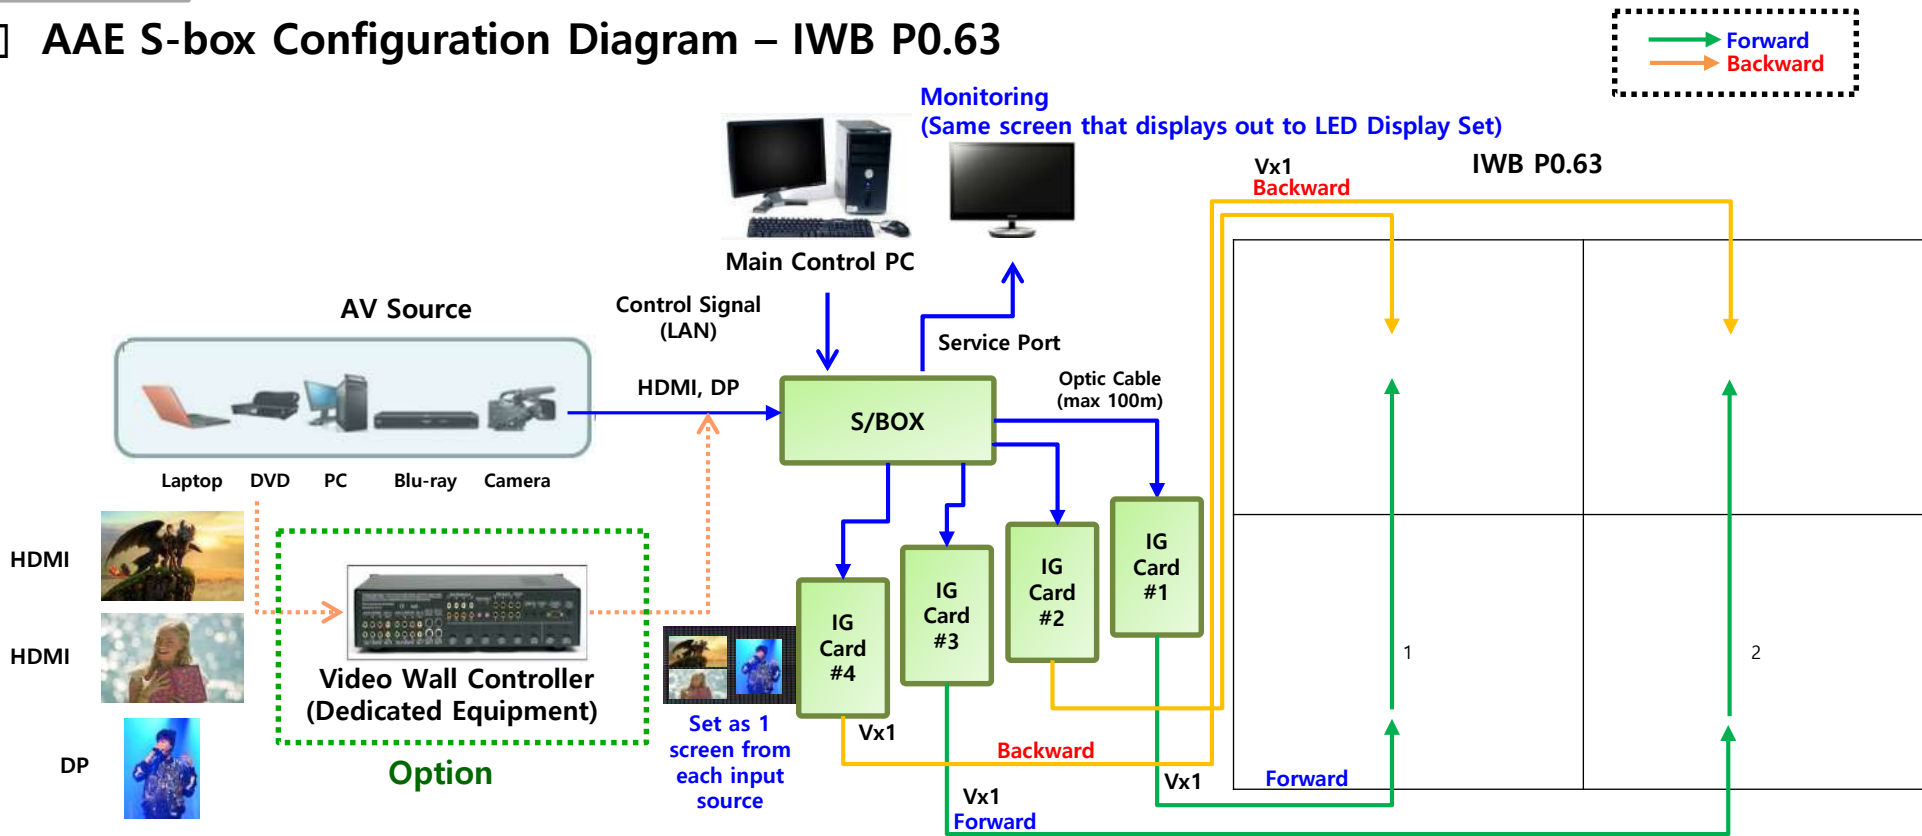 AAE S-box Configuration Diagram – IWB P0.63
Forward
Backward
Monitoring
(Same screen that displays out to LED Display Set)
IWB P0.63
Vx1
Backward
Main Control PC
AV Source
Control Signal
(LAN)
Service Port
HDMI, DP
Optic Cable
(max 100m)
S/BOX
Laptop
DVD
PC
Blu-ray
Camera
HDMI
HDMI
DP
Video Wall Controller
(Dedicated Equipment)
Option
Set as 1
screen from
each input
source
IG
Card
#4
IG
Card
#3
IG
Card
#2
IG
Card
#1
Vx1
Backward
Vx1
Forward
Vx1
Forward
1
2